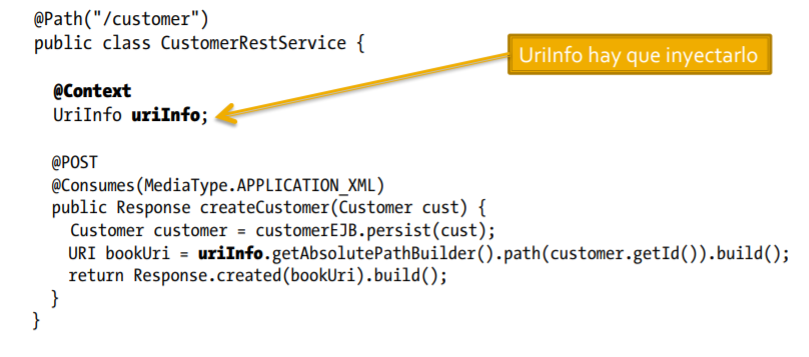 @Path("/customer")
public class CustomerRestService {
UriInfo hay que inyectarlo
@Context
UriInfo uriInfo;
@POST
@Consumes(MediaType.APPLICATION_XML)
public Response createCustomer(Customer cust) {
Customer customer = customerEJB.persist(cust);
URI bookUri = uriInfo.getAbsolutePathBuilder().path(customer.getId()).build();
return Response.created(bookUri).build();
}
}